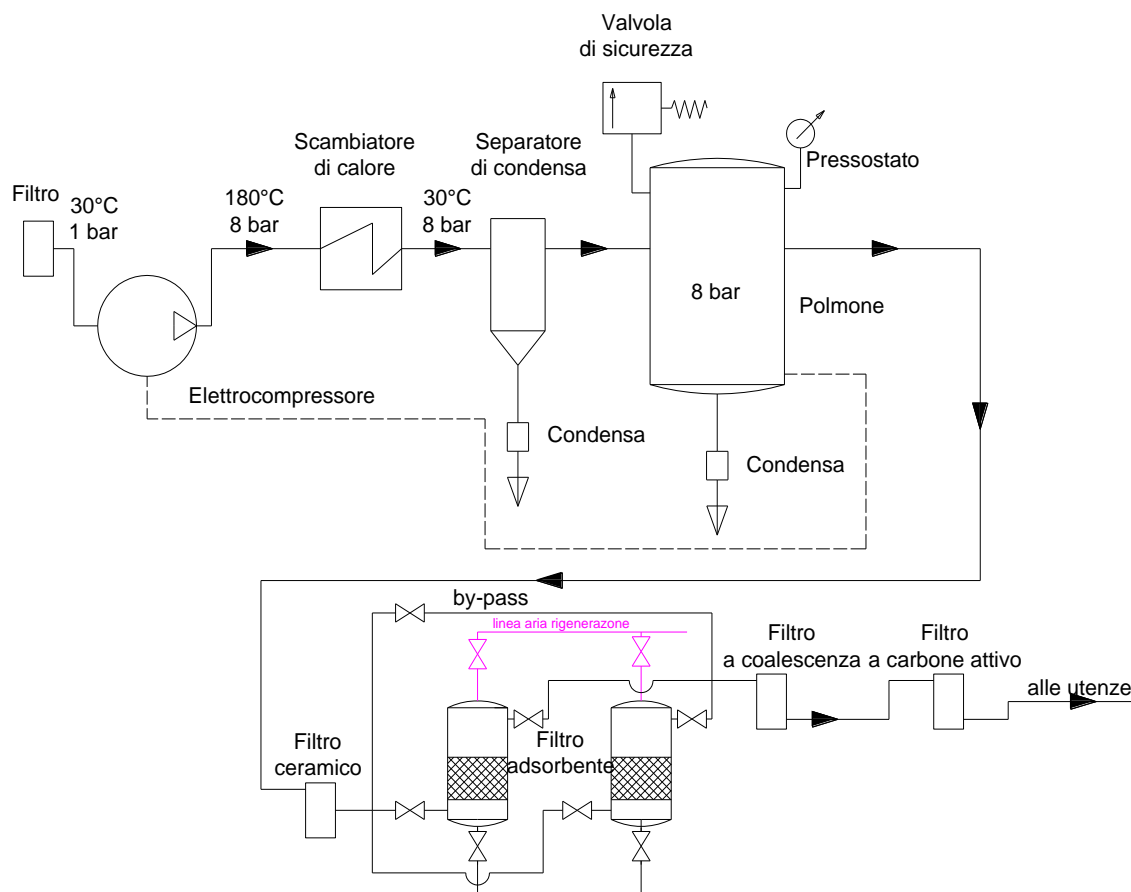 Valvola
di sicurezza
Scambiatore
di calore
Separatore
di condensa
Pressostato
Filtro
30°C
1 bar
180°C
8 bar
30°C
8 bar
8 bar
Polmone
Elettrocompressore
Condensa
Condensa
by-pass
linea aria rigenerazone
Filtro
a coalescenza
Filtro
a carbone attivo
alle utenze
Filtro
ceramico
Filtro
adsorbente